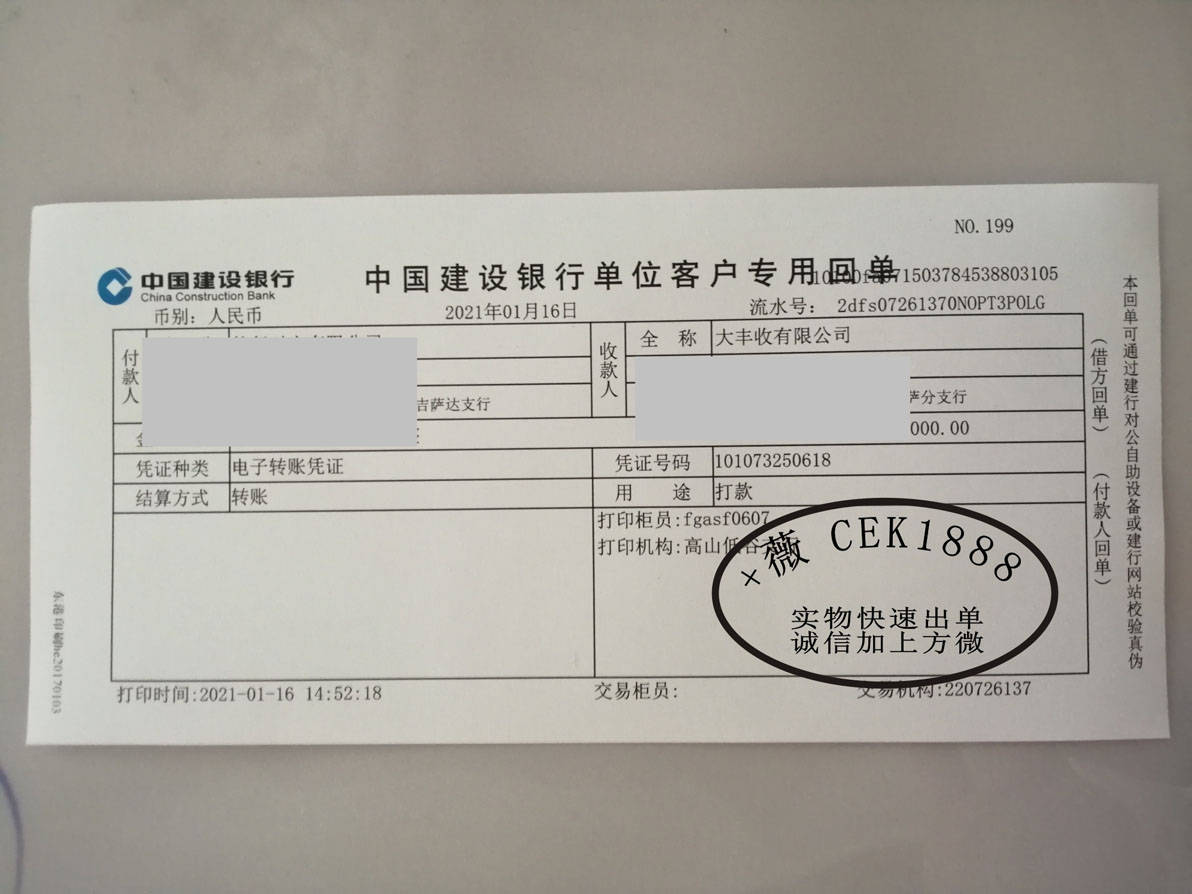 NO. 199
中国建设银行
China Construction Bank
中国建设银行单位客户专用回单
1503784538803105
币别：人民币
2021年01月16日
流水号： 2dfs07261370NOPT3POLG
付款人
收款人
全 称
大丰收有限公司
吉萨达支行
萨分支行
000.00
凭证种类
电子转账凭证
凭证号码
101073250618
结算方式
转账
用 途
打款
打印柜员:fgasf0607
打印机构:高山低谷
+薇 CEK1888
实物快速出单
诚信加上方微
打印时间:2021-01-16 14:52:18
交易柜员:
交易机构:220726137
（借方回单）
（付款人回单）
本回单可通过建行对公自助设备或建行网站校验真伪